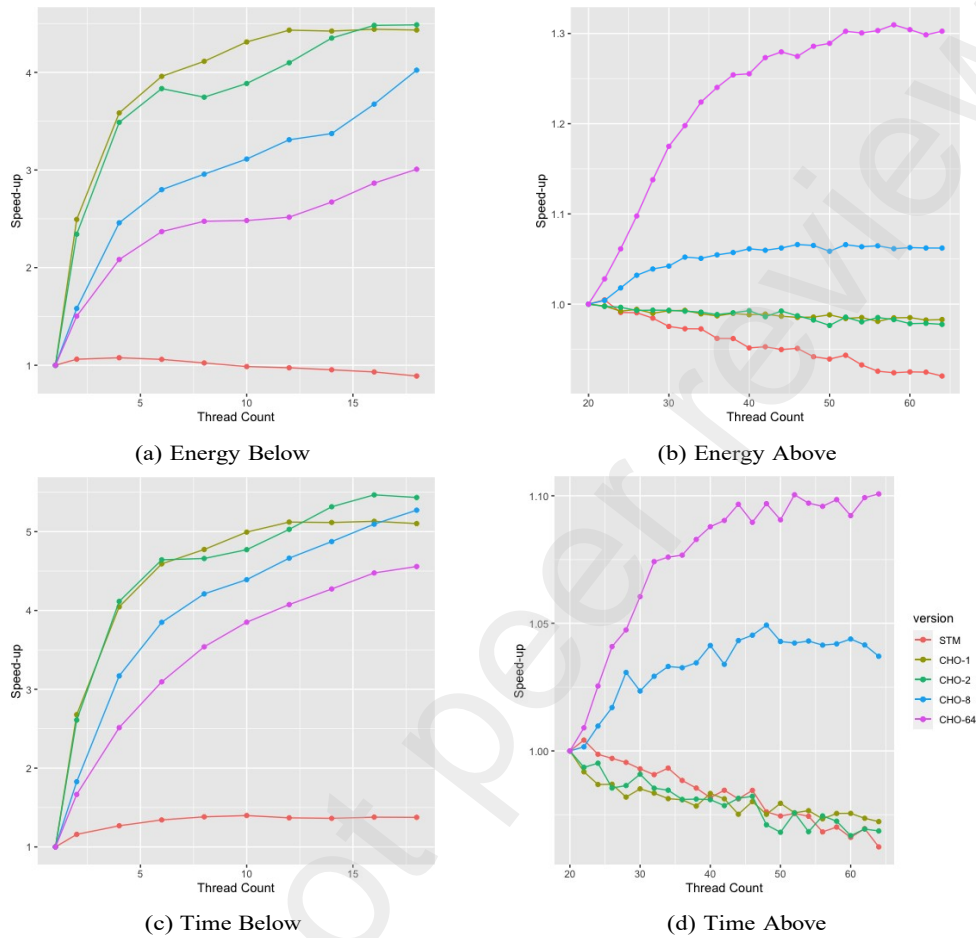 4
3
2
1
Speed-up
5
10
15
Thread Count
(a) Energy Below
1.3
1.2
1.1
1.0
Speed-up
20
30
40
50
60
Thread Count
(b) Energy Above
5
4
3
2
1
Speed-up
5
10
15
Thread Count
(c) Time Below
1.10
1.05
1.00
Speed-up
20
30
40
50
60
Thread Count
(d) Time Above
version
STM
CHO-1
CHO-2
CHO-8
CHO-64
ot peer review